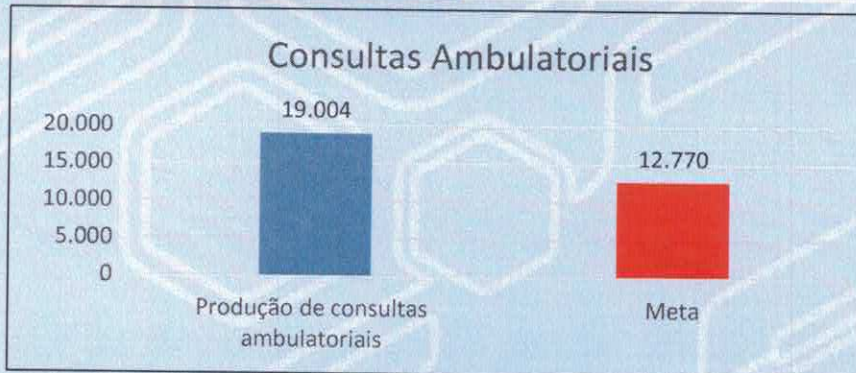 Consultas Ambulatoriais
19.004
20.000
12.770
15.000
10.000
5.000
0
Produção de consultas
ambulatoriais
Meta